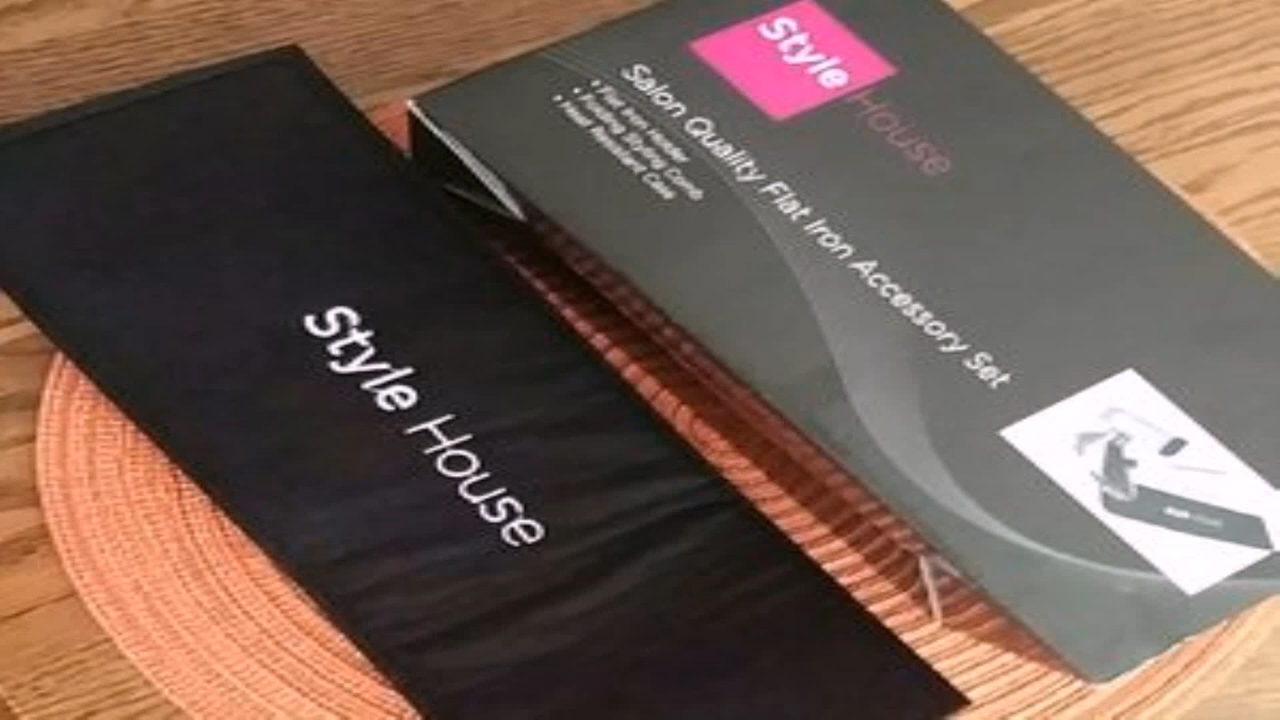 Style House
Style House
Salon Quality Flat Iron Accessory Set
• Flat Iron Holder
• Folding Styling Comb
• Heat Resistant Case